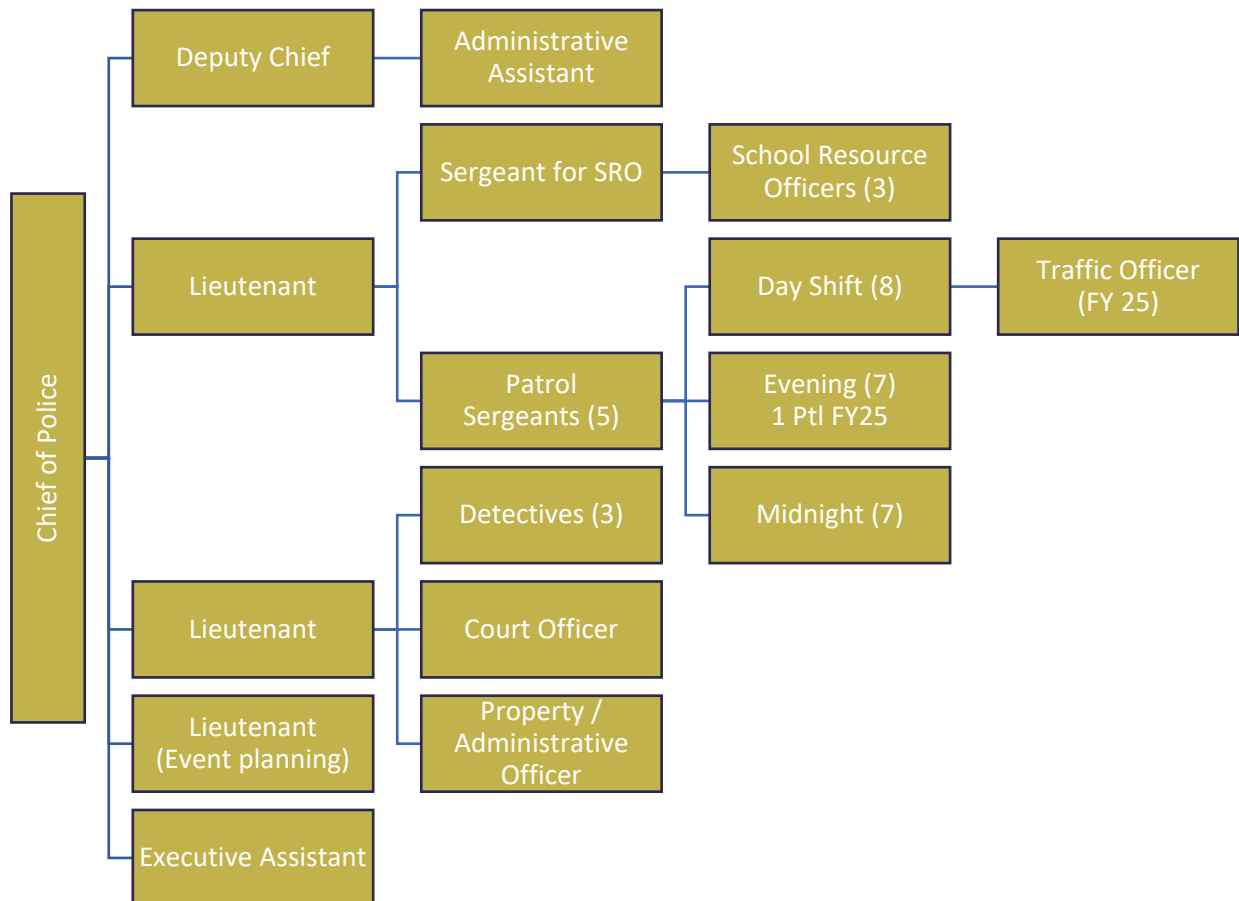 Chief of Police
Deputy Chief
Administrative
Assistant
Lieutenant
Sergeant for SRO
School Resource
Officers (3)
Patrol
Sergeants (5)
Day Shift (8)
Traffic Officer
(FY 25)
Evening (7)
1 Ptl FY25
Midnight (7)
Lieutenant
Detectives (3)
Court Officer
Property /
Administrative
Officer
Lieutenant
(Event planning)
Executive Assistant